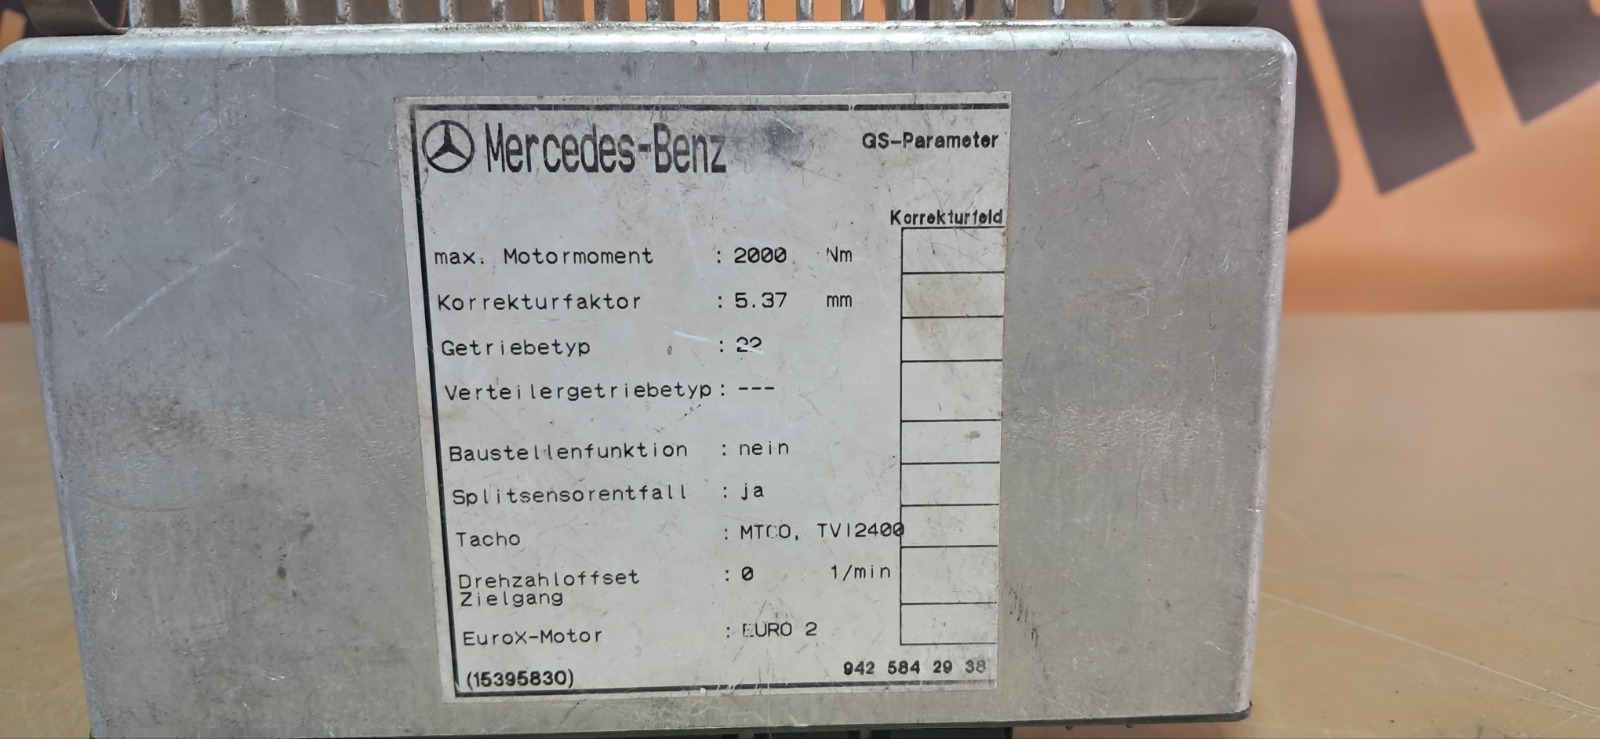 Mercedes-Benz
GS-Parameter
Korrekturfeld
max. Motormoment : 2000 Nm
Korrekturfaktor : 5.37 mm
Getriebetyp : 22
Verteilergetriebetyp : ---
Baustellenfunktion : nein
Splitsensorentfall : ja
Tacho : MTCO, TVI2400
Drehzahloffset : 0 1/min
Zielgang
EuroX-Motor : EURO 2
(15395830)
942 584 29 38